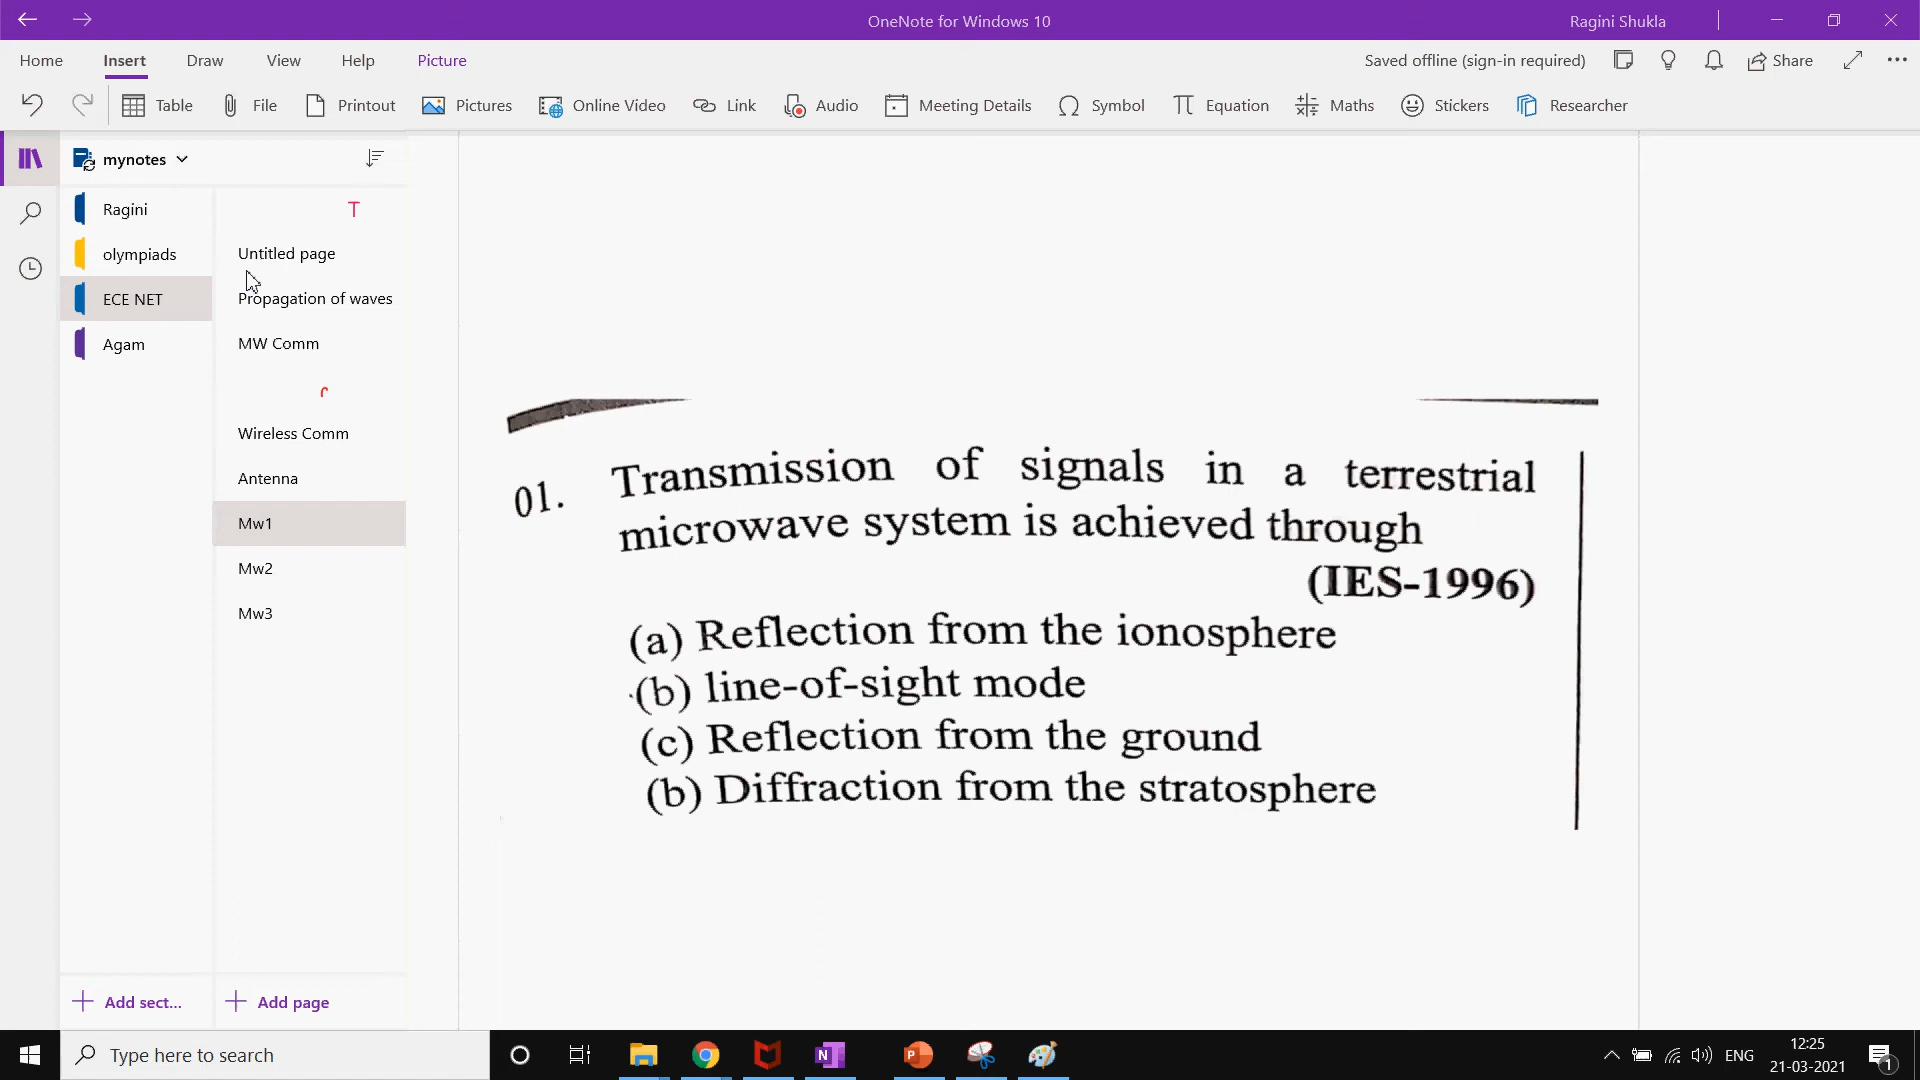 OneNote for Windows 10
Ragini Shukla
Home Insert Draw View Help Picture
Saved offline (sign-in required)
Share
Table File Printout Pictures Online Video Link Audio Meeting Details Symbol Equation Maths Stickers Researcher
mynotes
Ragini
olympiads
ECE NET
Agam
T
Untitled page
Propagation of waves
MW Comm
Wireless Comm
Antenna
Mw1
Mw2
Mw3
01. Transmission of signals in a terrestrial
microwave system is achieved through
(IES-1996)
(a) Reflection from the ionosphere
(b) line-of-sight mode
(c) Reflection from the ground
(b) Diffraction from the stratosphere
Add sect...
Add page
Type here to search
ENG
12:25
21-03-2021
1